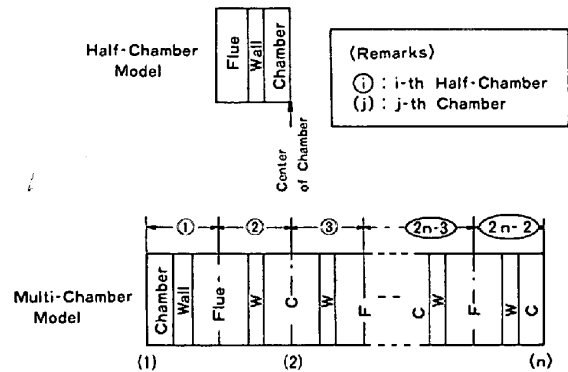 Half-Chamber
Model
Flue
Wall
Chamber
Center
of Chamber
(Remarks)
ⓘ : i-th Half-Chamber
(j) : j-th Chamber
① ② ③ 2n-3 2n-2
Multi-Chamber
Model
Chamber
Wall
Flue
W
C
W
F
C
W
F
W
C
(1) (2) (n)